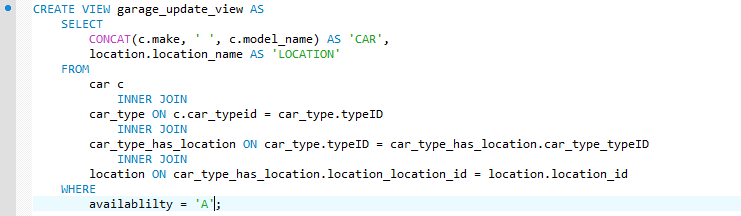 CREATE VIEW garage_update_view AS
SELECT
CONCAT(c.make, ' ', c.model_name) AS 'CAR',
location.location_name AS 'LOCATION'
FROM
car c
INNER JOIN
car_type ON c.car_typeid = car_type.typeID
INNER JOIN
car_type_has_location ON car_type.typeID = car_type_has_location.car_type_typeID
INNER JOIN
location ON car_type_has_location.location_location_id = location.location_id
WHERE
availablilty = 'A';